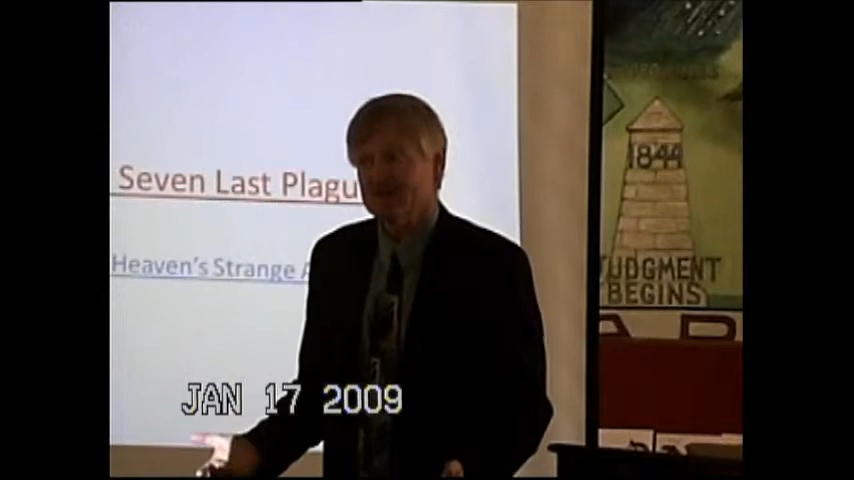 Seven Last Plagu
Heaven's Strange A
1844
JUDGMENT
BEGINS
JAN 17 2009